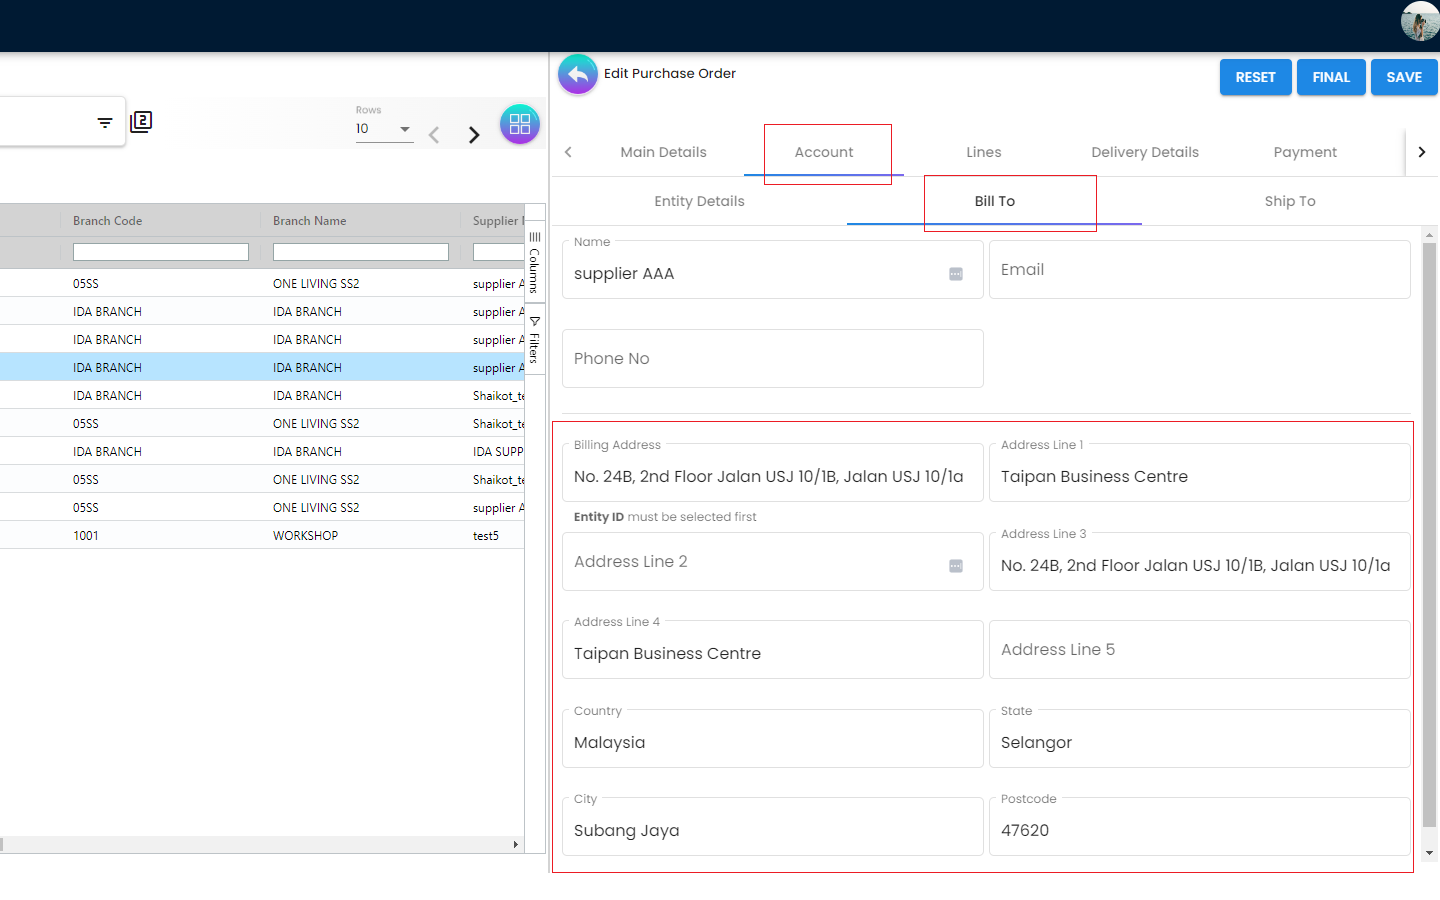 Edit Purchase Order
RESET
FINAL
SAVE
2
Rows
10
Main Details
Account
Lines
Delivery Details
Payment
Entity Details
Bill To
Ship To
Branch Code
Branch Name
Supplier
Columns
Filters
05SS ONE LIVING SS2 supplier A
IDA BRANCH IDA BRANCH supplier A
IDA BRANCH IDA BRANCH supplier A
IDA BRANCH IDA BRANCH supplier A
IDA BRANCH IDA BRANCH Shaikot_te
05SS ONE LIVING SS2 Shaikot_te
IDA BRANCH IDA BRANCH IDA SUPP
05SS ONE LIVING SS2 Shaikot_te
05SS ONE LIVING SS2 supplier A
1001 WORKSHOP test5
Name
supplier AAA
Email
Phone No
Billing Address
No. 24B, 2nd Floor Jalan USJ 10/1B, Jalan USJ 10/1a
Address Line 1
Taipan Business Centre
Entity ID must be selected first
Address Line 2
Address Line 3
No. 24B, 2nd Floor Jalan USJ 10/1B, Jalan USJ 10/1a
Address Line 4
Taipan Business Centre
Address Line 5
Country
Malaysia
State
Selangor
City
Subang Jaya
Postcode
47620